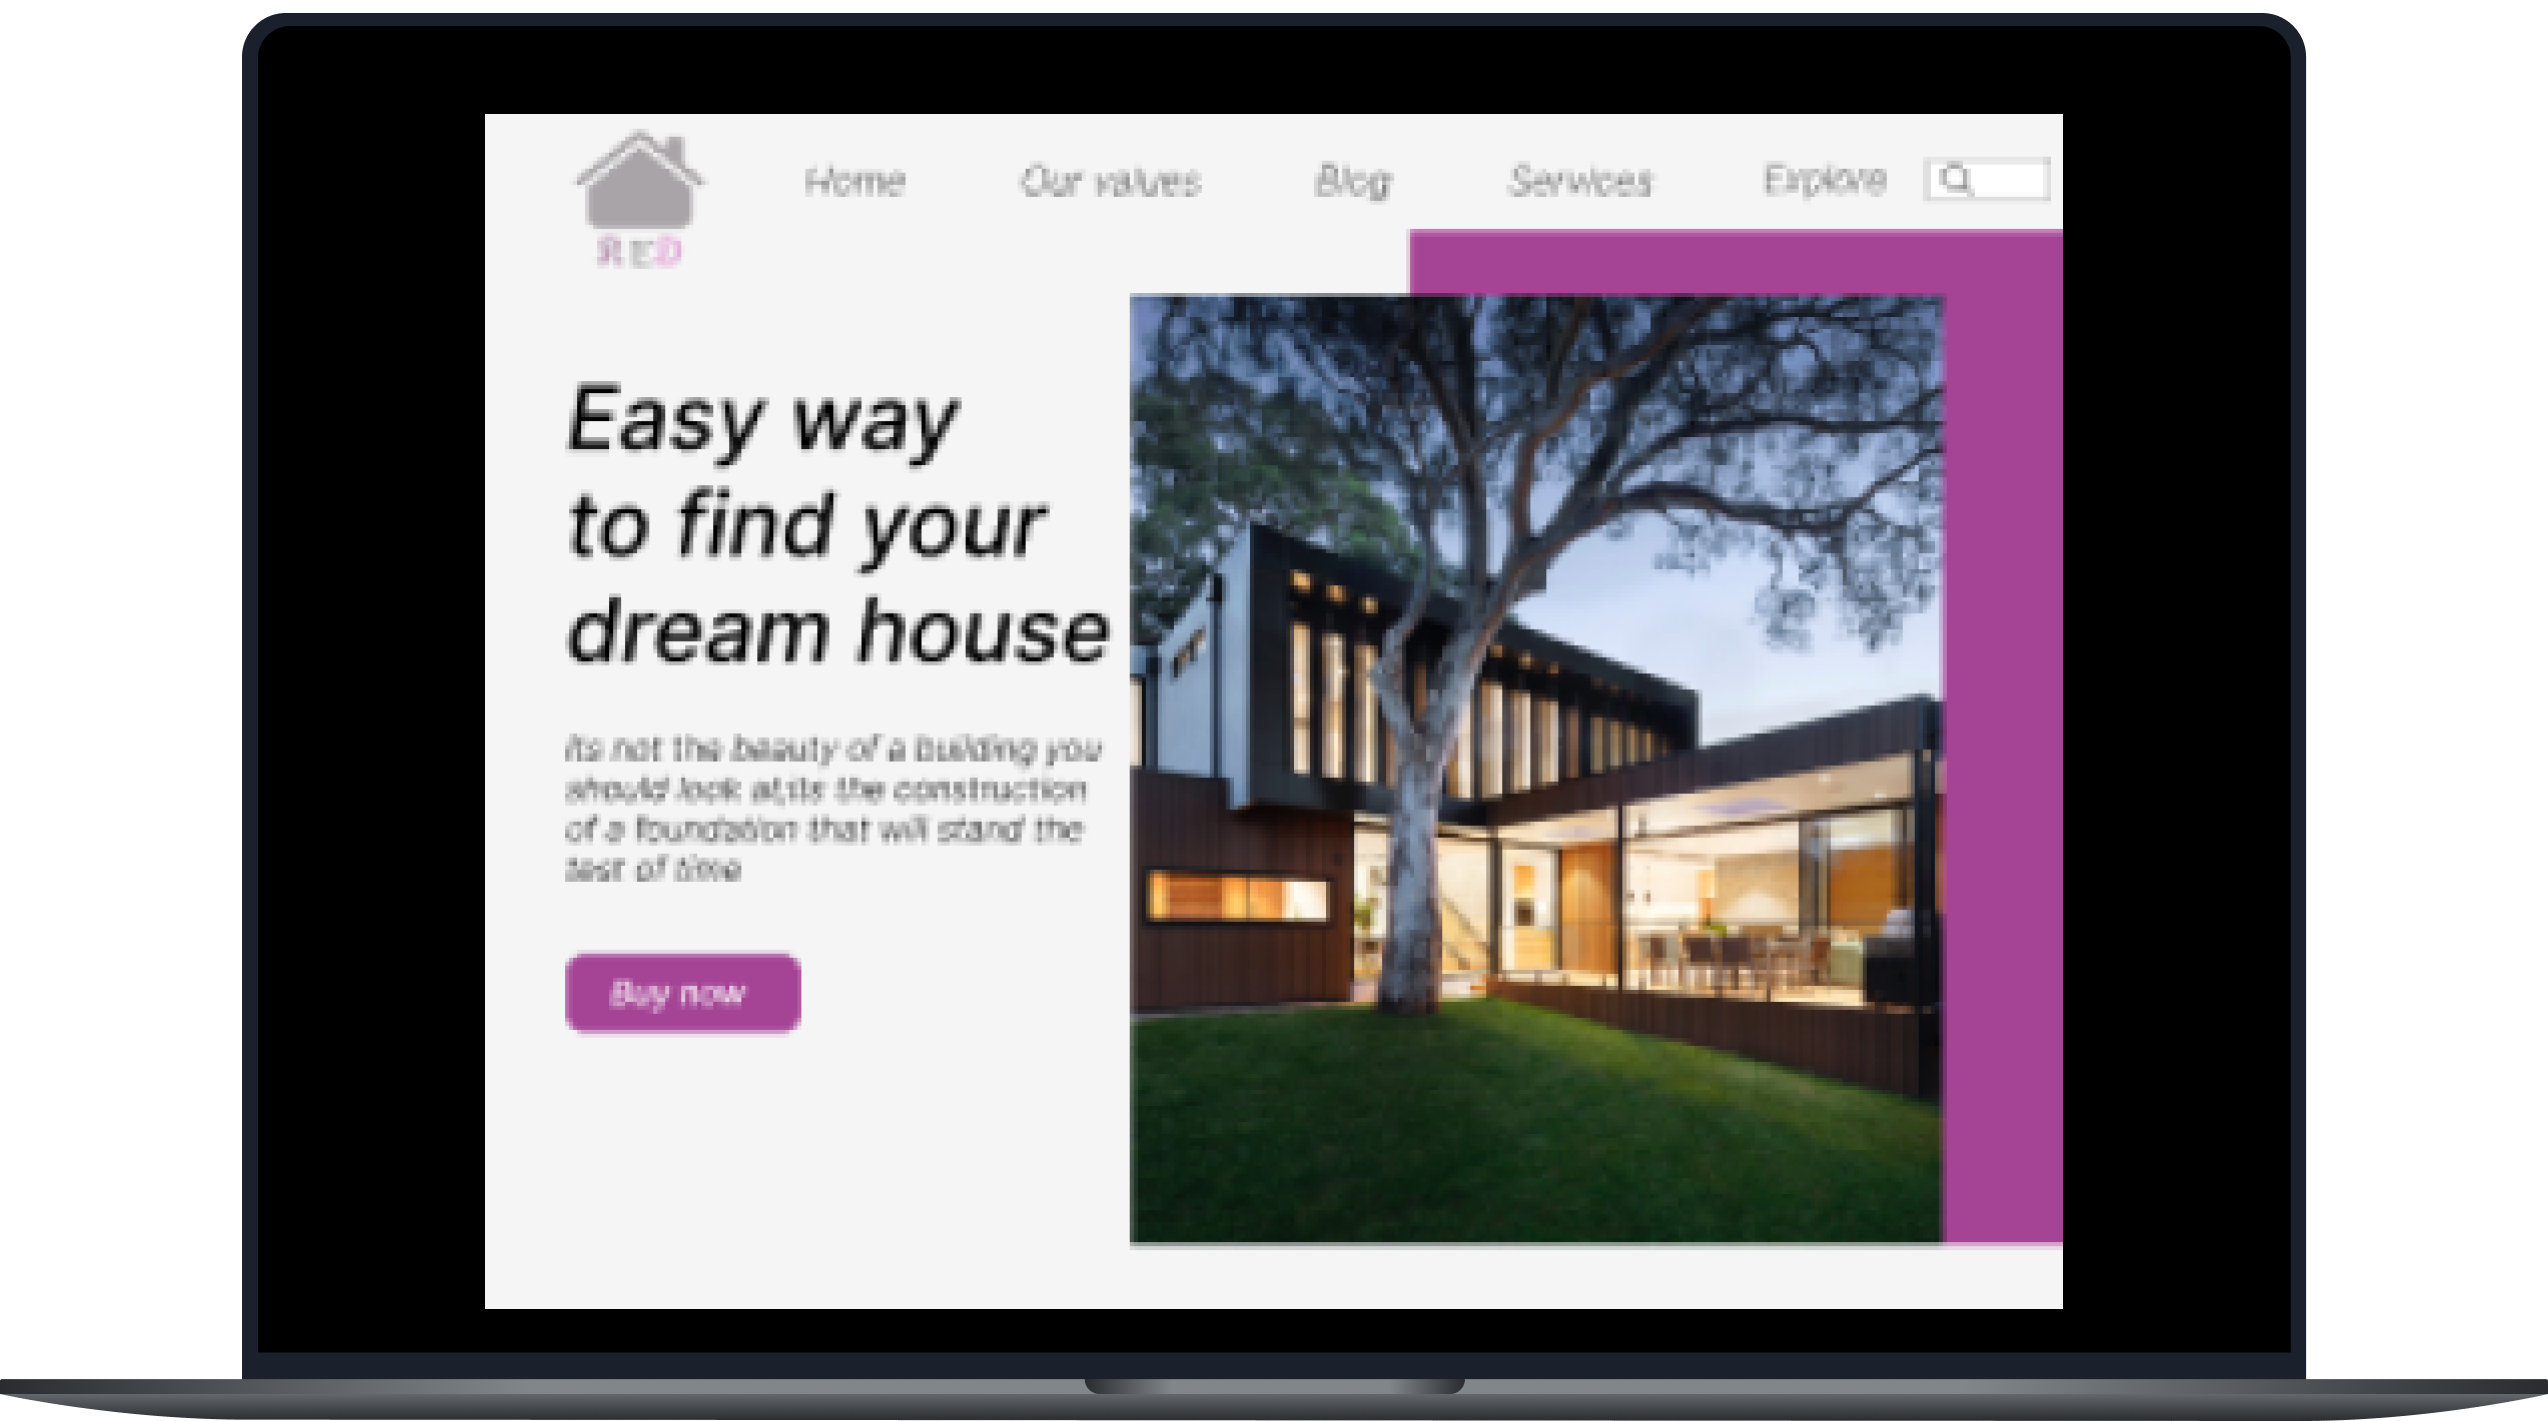 Home Our values Blog Services Explore
RED
Easy way
to find your
dream house
its not the beauty of a building you
should look at,its the construction
of a foundation that will stand the
test of time
Buy now